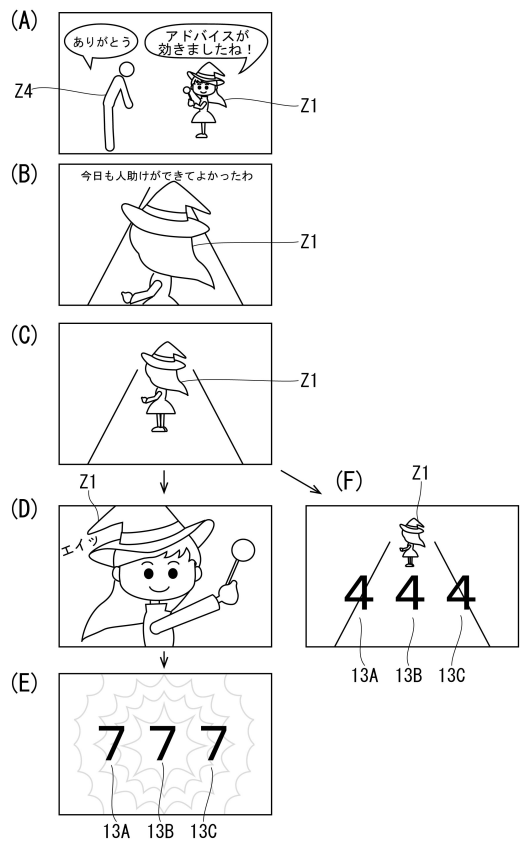 (A)
ありがとう
アドバイスが
効きましたね！
Z4
Z1
(B)
今日も人助けができてよかったわ
Z1
(C)
Z1
(D)
Z1
エイッ
(F)
Z1
4 4 4
13A 13B 13C
(E)
7 7 7
13A 13B 13C